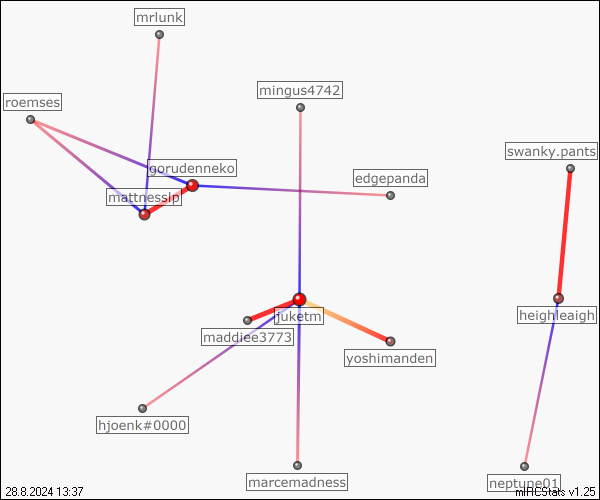 mrlunk
mingus4742
roemses
swanky.pants
gorudenneko
edgepanda
mattnesslp
juketm
heighleaigh
maddiee3773
yoshimanden
hjoenk#0000
marcemadness
neptune01
28.8.2024 13:37
mIRCStats v1.25